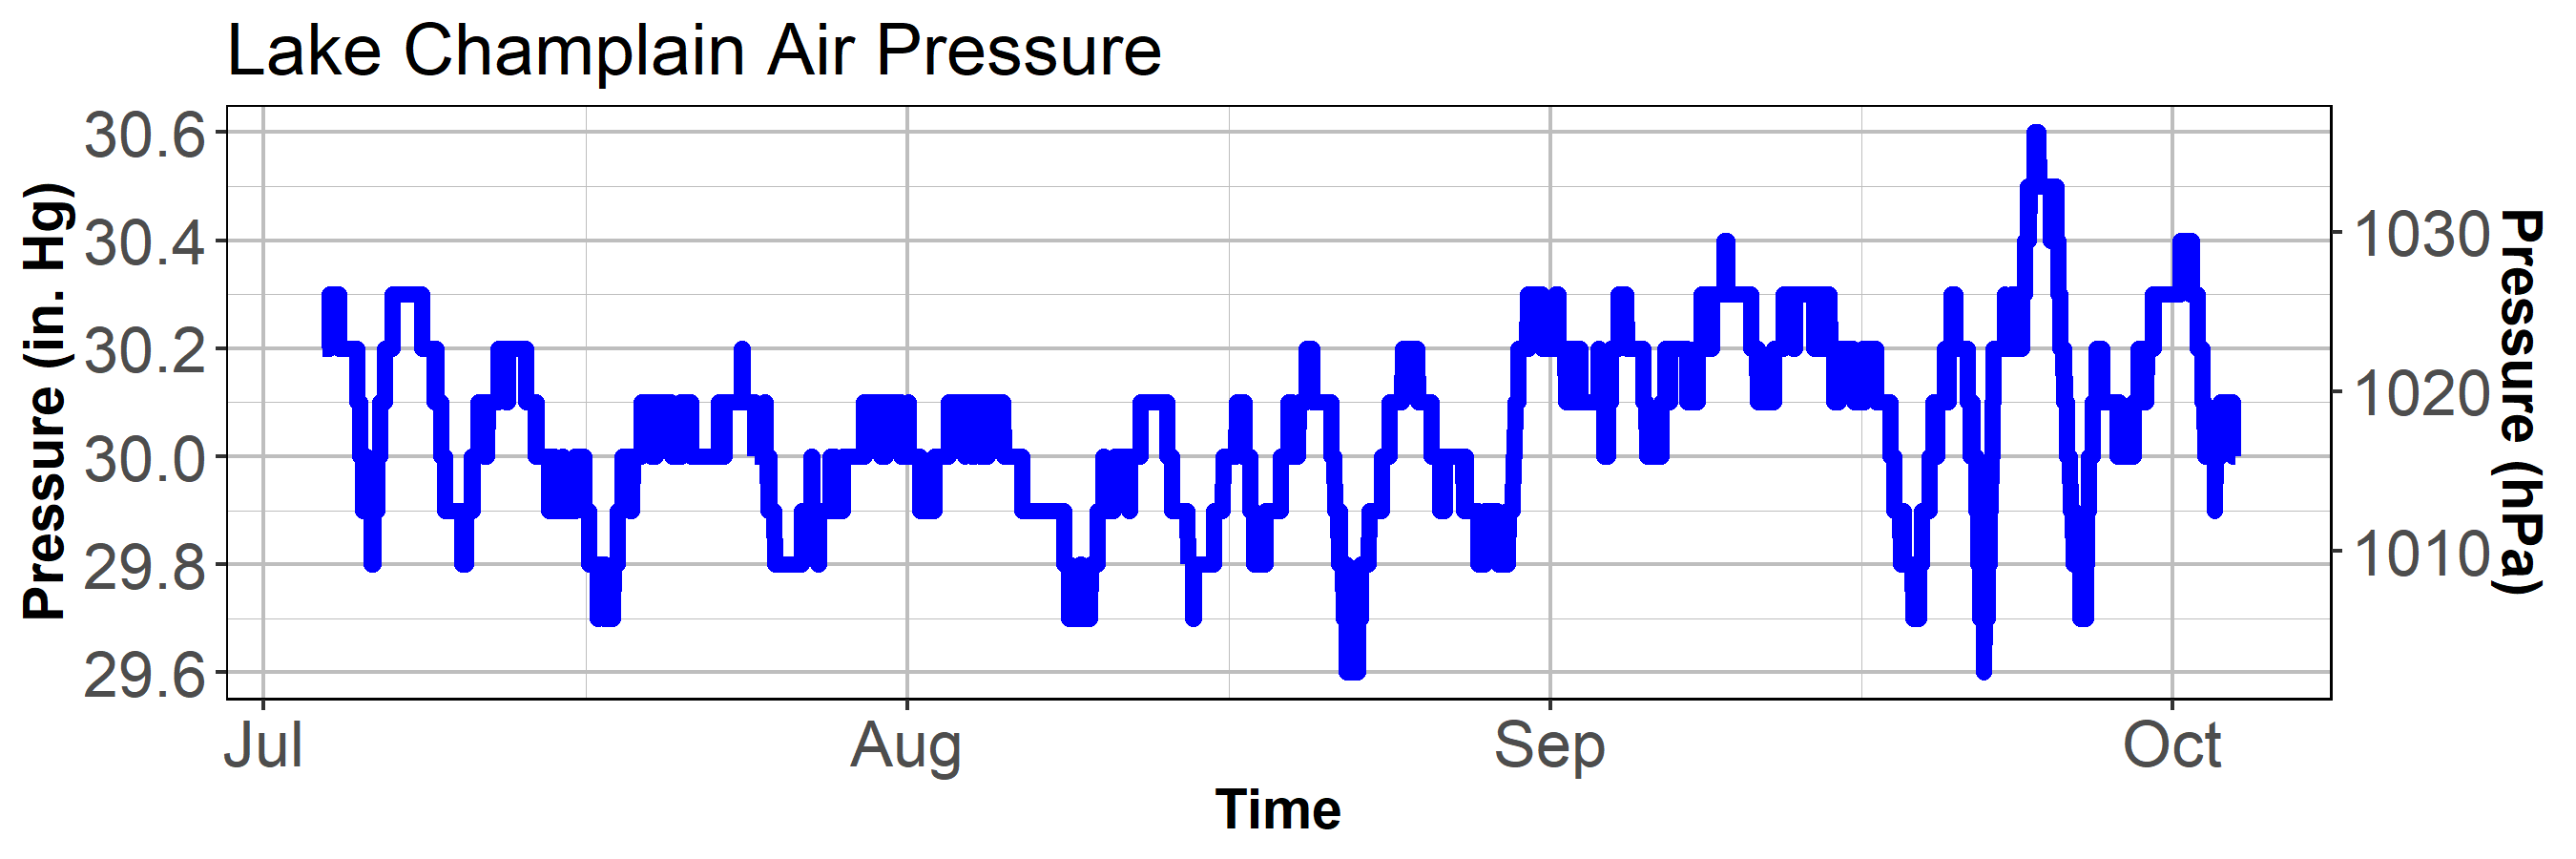 Lake Champlain Air Pressure
Pressure (in. Hg)
30.6
30.4
30.2
30.0
29.8
29.6
1030
1020
1010
Pressure (hPa)
Jul Aug Sep Oct
Time